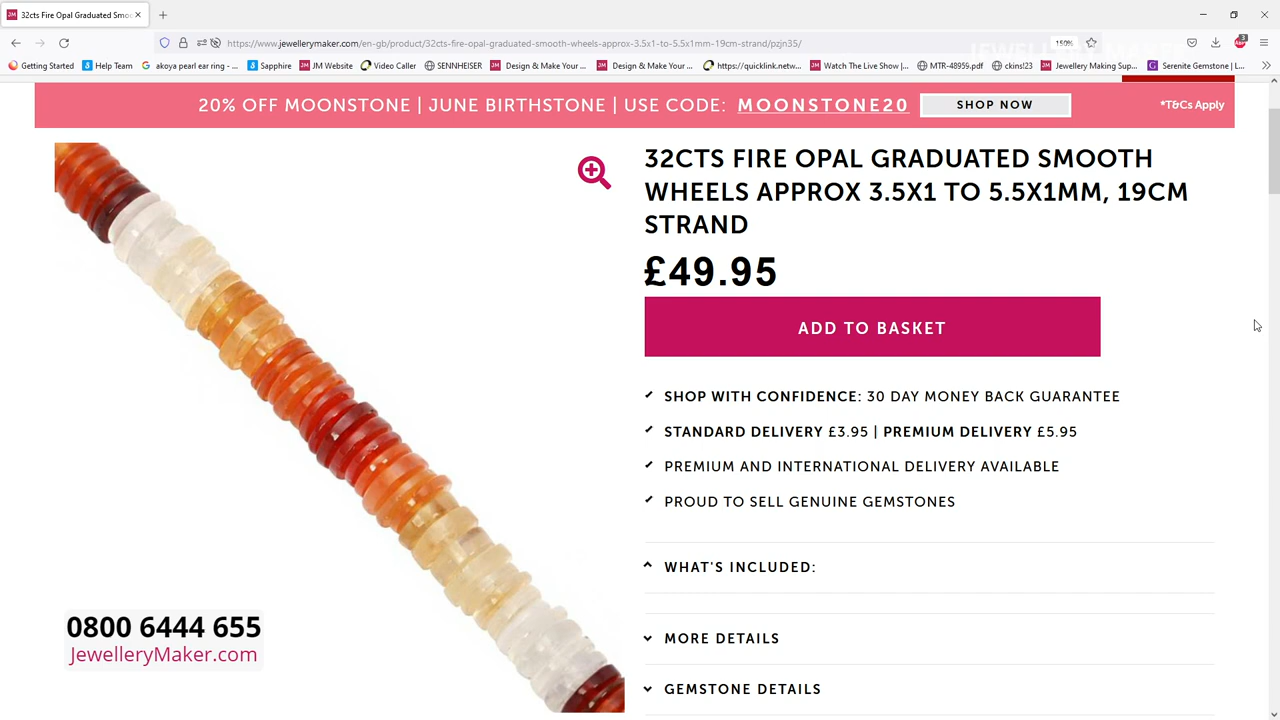 32cts Fire Opal Graduated Smoo
https://www.jewellerymaker.com
gb/product/32cts-fire-opal-graduated-smooth-wheels-approx-3.5x1-to-5.5x1mm-19cm-strand/pzjn35/
150%
3
Getting Started
Help Team
akoya pearl ear ring - ...
Sapphire
JM Website
Video Caller
SENNHEISER
Design & Make Your ...
Design & Make Your ...
https://quicklink.netw...
Watch The Live Show |...
MTR-48959.pdf
ckins!23
Jewellery Making Sup...
Serenite Gemstone | L...
20% OFF MOONSTONE | JUNE BIRTHSTONE | USE CODE: MOONSTONE20
SHOP NOW
*T&Cs Apply
32CTS FIRE OPAL GRADUATED SMOOTH
WHEELS APPROX 3.5X1 TO 5.5X1MM, 19CM
STRAND
£49.95
ADD TO BASKET
SHOP WITH CONFIDENCE: 30 DAY MONEY BACK GUARANTEE
STANDARD DELIVERY £3.95 | PREMIUM DELIVERY £5.95
PREMIUM AND INTERNATIONAL DELIVERY AVAILABLE
PROUD TO SELL GENUINE GEMSTONES
WHAT'S INCLUDED:
MORE DETAILS
GEMSTONE DETAILS
0800 6444 655
JewelleryMaker.com